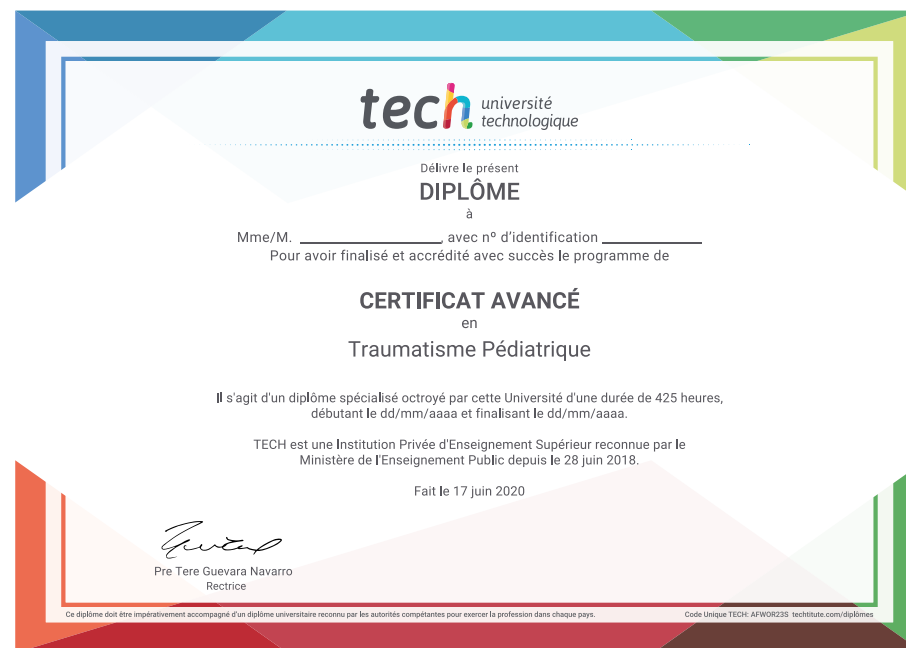 tech université
technologique
Délivre le présent
DIPLÔME
à
Mme/M. ____________________, avec nº d'identification ______________
Pour avoir finalisé et accrédité avec succès le programme de
CERTIFICAT AVANCÉ
en
Traumatisme Pédiatrique
Il s'agit d'un diplôme spécialisé octroyé par cette Université d'une durée de 425 heures,
débutant le dd/mm/aaaa et finalisant le dd/mm/aaaa.
TECH est une Institution Privée d'Enseignement Supérieur reconnue par le
Ministère de l'Enseignement Public depuis le 28 juin 2018.
Fait le 17 juin 2020
Pre Tere Guevara Navarro
Rectrice
Ce diplôme doit être impérativement accompagné d'un diplôme universitaire reconnu par les autorités compétantes pour exercer la profession dans chaque pays.
Code Unique TECH: AFWOR23S techtitute.com/diplômes